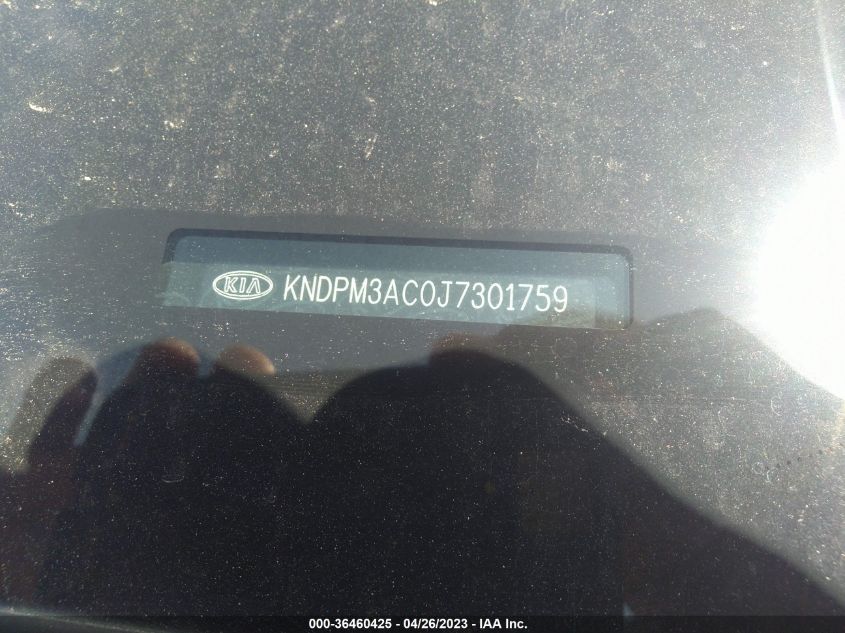 KIA KNDPM3AC0J7301759
000-36460425 - 04/26/2023 - IAA Inc.